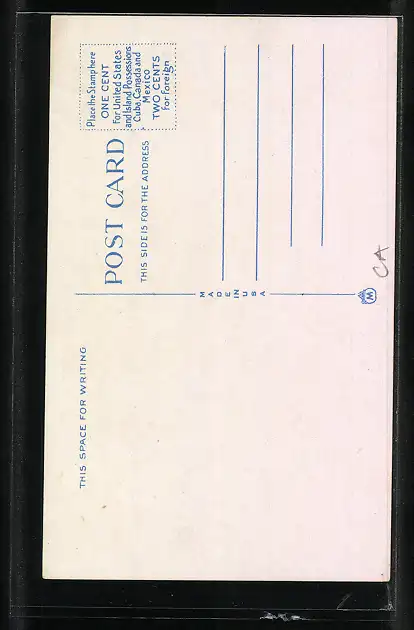 THIS SPACE FOR WRITING
POST CARD
THIS SIDE IS FOR THE ADDRESS
Place the Stamp here
ONE CENT
for United States
and Island Possessions
Cuba, Canada and
Mexico
TWO CENTS
for Foreign
MADE IN USA
M
CA